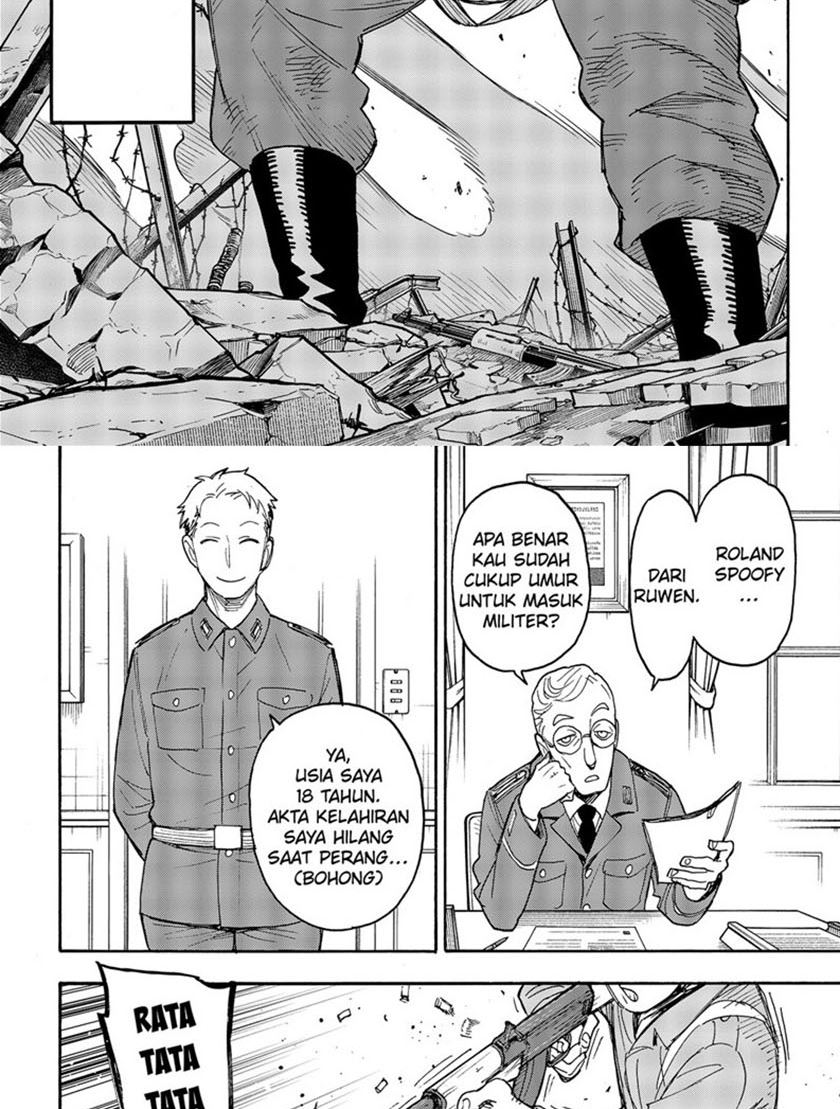 ROLAND
SPOOFY
...
DARI
RUWEN.
APA BENAR
KAU SUDAH
CUKUP UMUR
UNTUK MASUK
MILITER?
YA,
USIA SAYA
18 TAHUN.
AKTA KELAHIRAN
SAYA HILANG
SAAT PERANG...
(BOHONG)
RATA
TATA
TATA